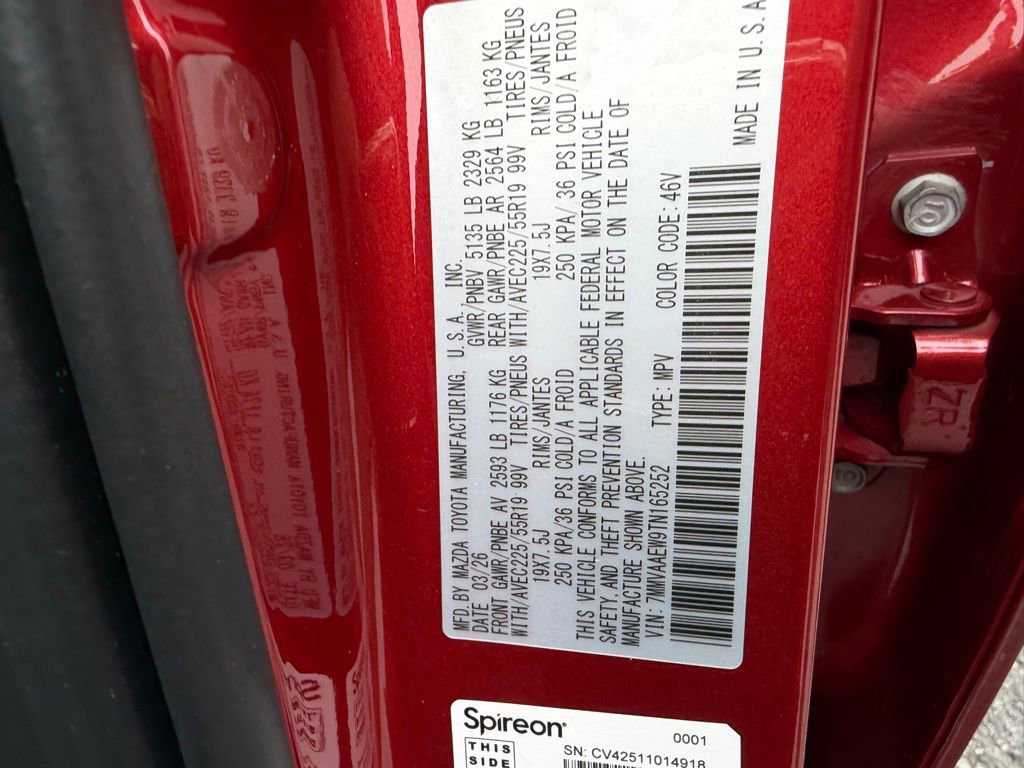 MFD.BY MAZDA TOYOTA MANUFACTURING, U.S.A., INC.
DATE 03/26 GVWR/PNBV 5135 LB 2329 KG
FRONT GAWR/PNBE AV 2593 LB 1176 KG REAR GAWR/PNBE AR 2564 LB 1163 KG
WITH/AVEC225/55R19 99V TIRES/PNEUS WITH/AVEC225/55R19 99V TIRES/PNEUS
19X7.5J RIMS/JANTES 19X7.5J RIMS/JANTES
250 KPA/36 PSI COLD/A FROID 250 KPA/ 36 PSI COLD/A FROID
THIS VEHICLE CONFORMS TO ALL APPLICABLE FEDERAL MOTOR VEHICLE
SAFETY, AND THEFT PREVENTION STANDARDS IN EFFECT ON THE DATE OF
MANUFACTURE SHOWN ABOVE.
VIN: 7MMVAAEW9TN165252 TYPE: MPV COLOR CODE: 46V
MADE IN U.S.A
Spireon
0001
THIS
SIDE
SN: CV42511014918
ZR
10